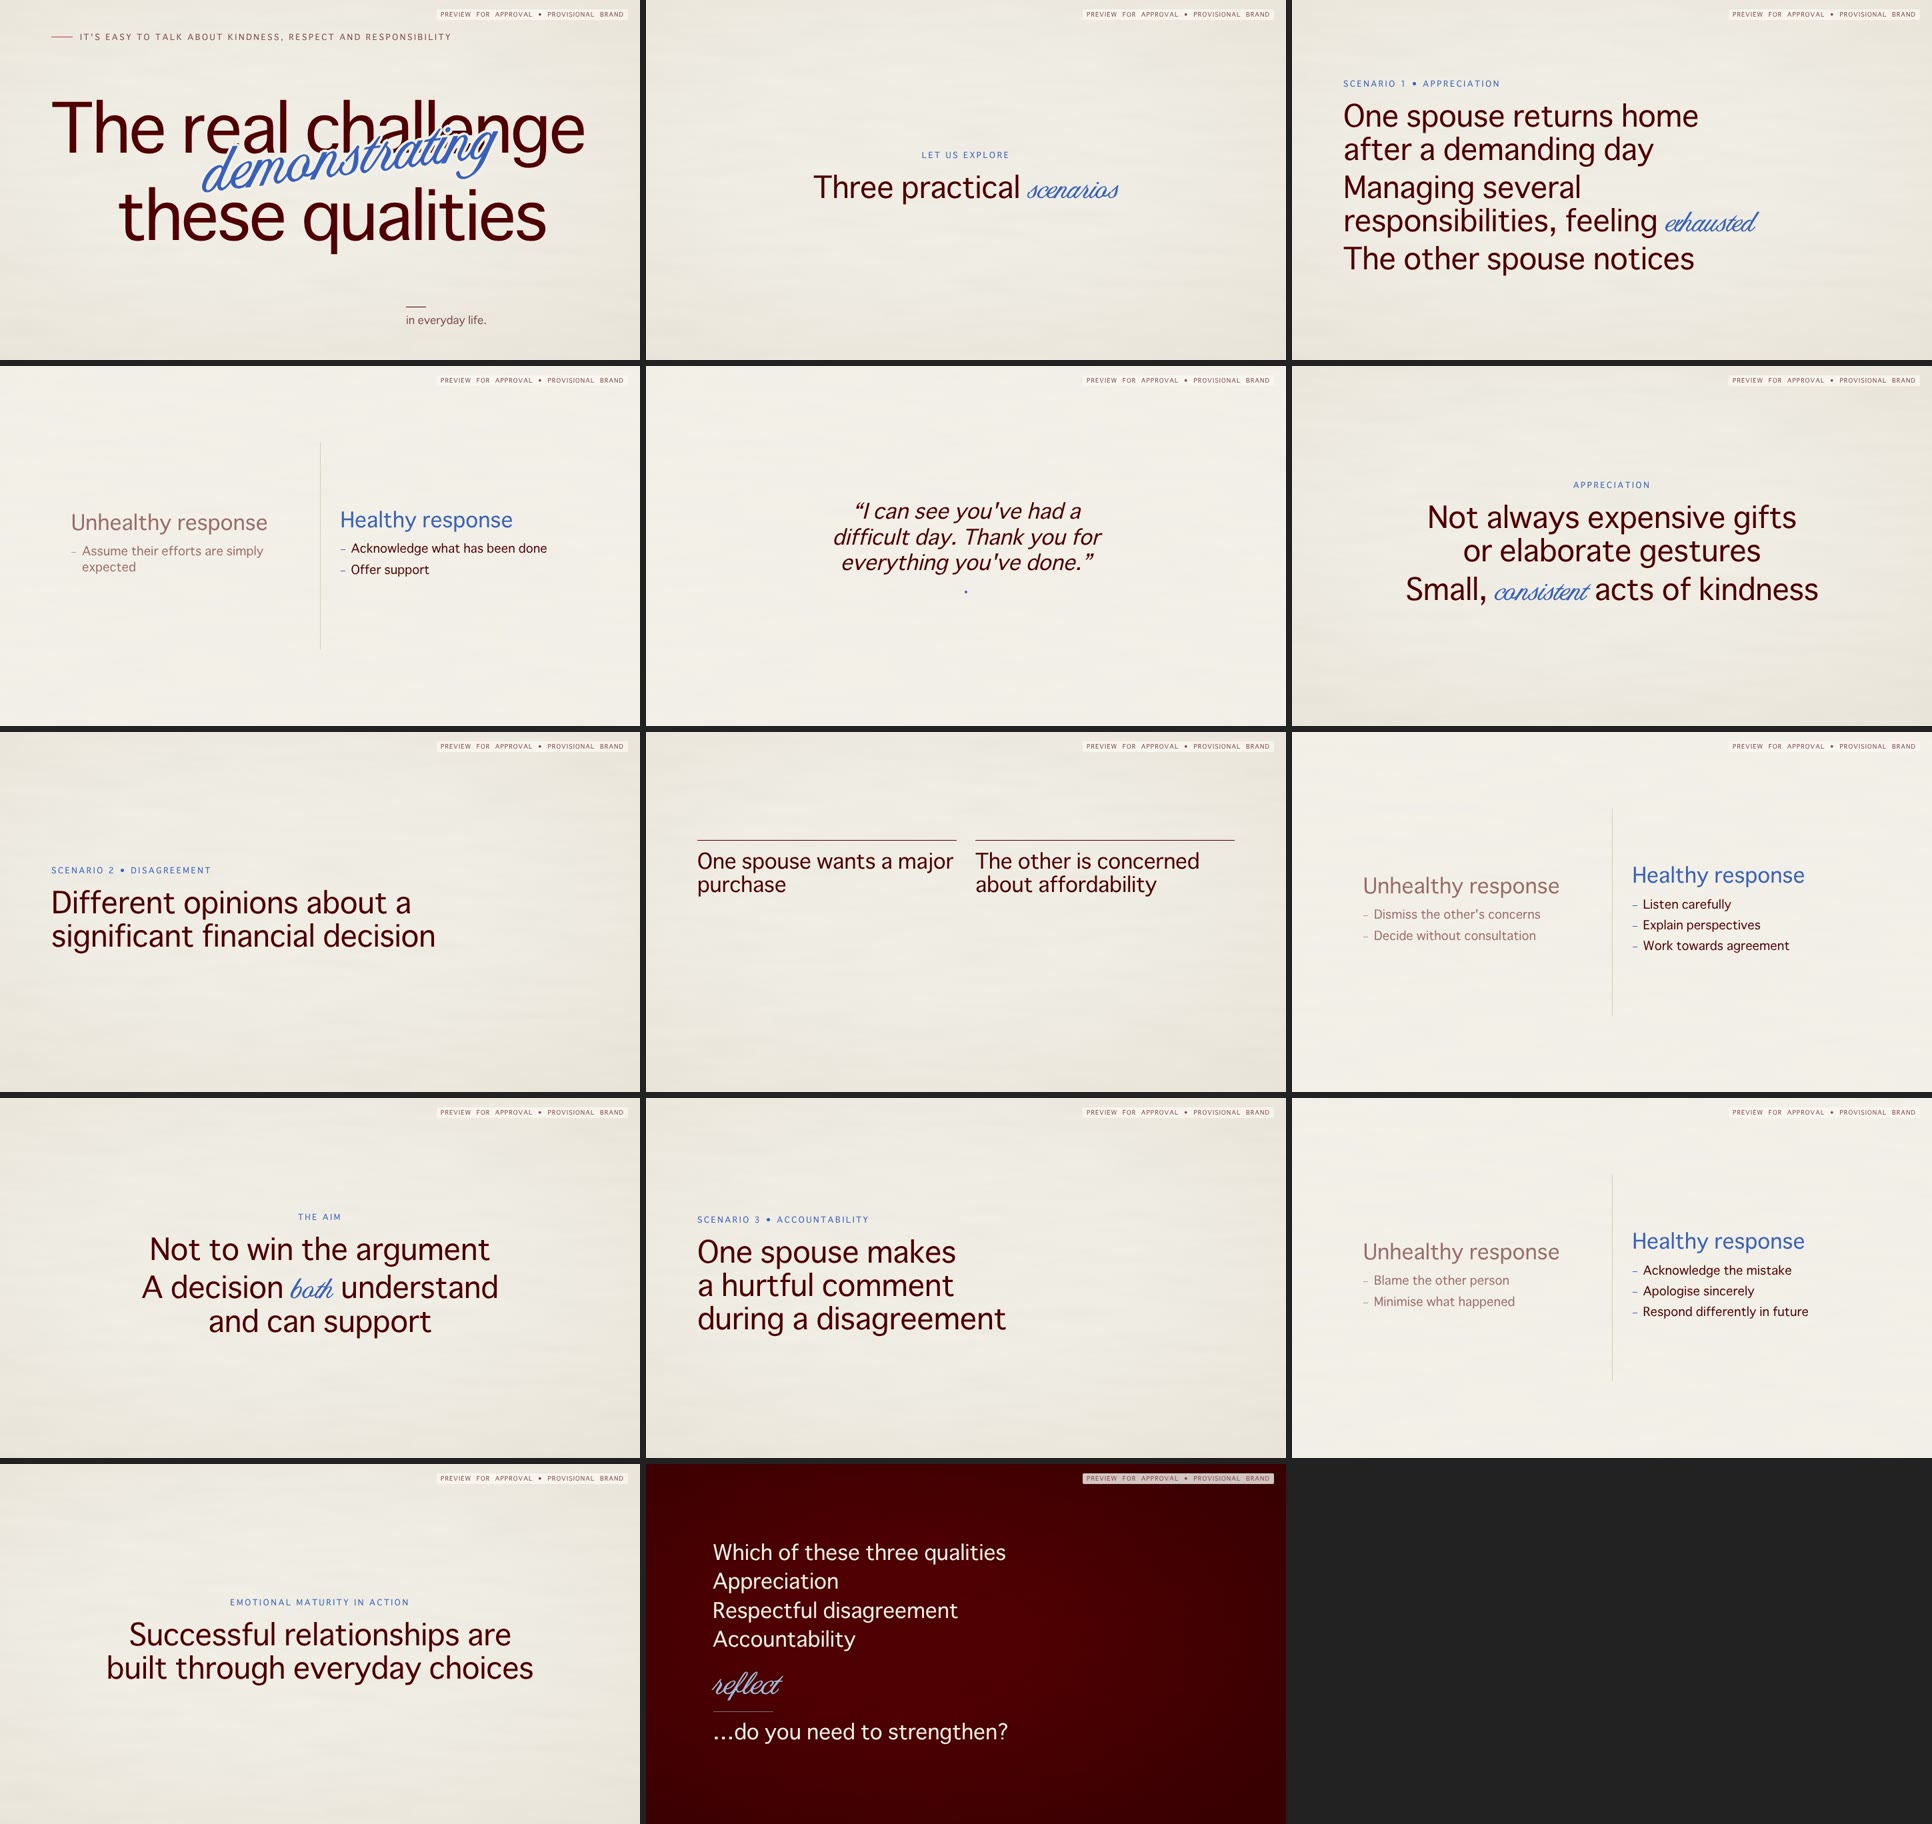 PREVIEW FOR APPROVAL • PROVISIONAL BRAND
IT'S EASY TO TALK ABOUT KINDNESS, RESPECT AND RESPONSIBILITY
The real challenge
demonstrating
these qualities
in everyday life.
PREVIEW FOR APPROVAL • PROVISIONAL BRAND
LET US EXPLORE
Three practical scenarios
PREVIEW FOR APPROVAL • PROVISIONAL BRAND
SCENARIO 1 • APPRECIATION
One spouse returns home
after a demanding day
Managing several
responsibilities, feeling exhausted
The other spouse notices
PREVIEW FOR APPROVAL • PROVISIONAL BRAND
Unhealthy response
– Assume their efforts are simply
expected
Healthy response
– Acknowledge what has been done
– Offer support
PREVIEW FOR APPROVAL • PROVISIONAL BRAND
“I can see you've had a
difficult day. Thank you for
everything you've done.”
PREVIEW FOR APPROVAL • PROVISIONAL BRAND
APPRECIATION
Not always expensive gifts
or elaborate gestures
Small, consistent acts of kindness
PREVIEW FOR APPROVAL • PROVISIONAL BRAND
SCENARIO 2 • DISAGREEMENT
Different opinions about a
significant financial decision
PREVIEW FOR APPROVAL • PROVISIONAL BRAND
One spouse wants a major
purchase
The other is concerned
about affordability
PREVIEW FOR APPROVAL • PROVISIONAL BRAND
Unhealthy response
– Dismiss the other's concerns
– Decide without consultation
Healthy response
– Listen carefully
– Explain perspectives
– Work towards agreement
PREVIEW FOR APPROVAL • PROVISIONAL BRAND
THE AIM
Not to win the argument
A decision both understand
and can support
PREVIEW FOR APPROVAL • PROVISIONAL BRAND
SCENARIO 3 • ACCOUNTABILITY
One spouse makes
a hurtful comment
during a disagreement
PREVIEW FOR APPROVAL • PROVISIONAL BRAND
Unhealthy response
– Blame the other person
– Minimise what happened
Healthy response
– Acknowledge the mistake
– Apologise sincerely
– Respond differently in future
PREVIEW FOR APPROVAL • PROVISIONAL BRAND
EMOTIONAL MATURITY IN ACTION
Successful relationships are
built through everyday choices
PREVIEW FOR APPROVAL • PROVISIONAL BRAND
Which of these three qualities
Appreciation
Respectful disagreement
Accountability
reflect
...do you need to strengthen?